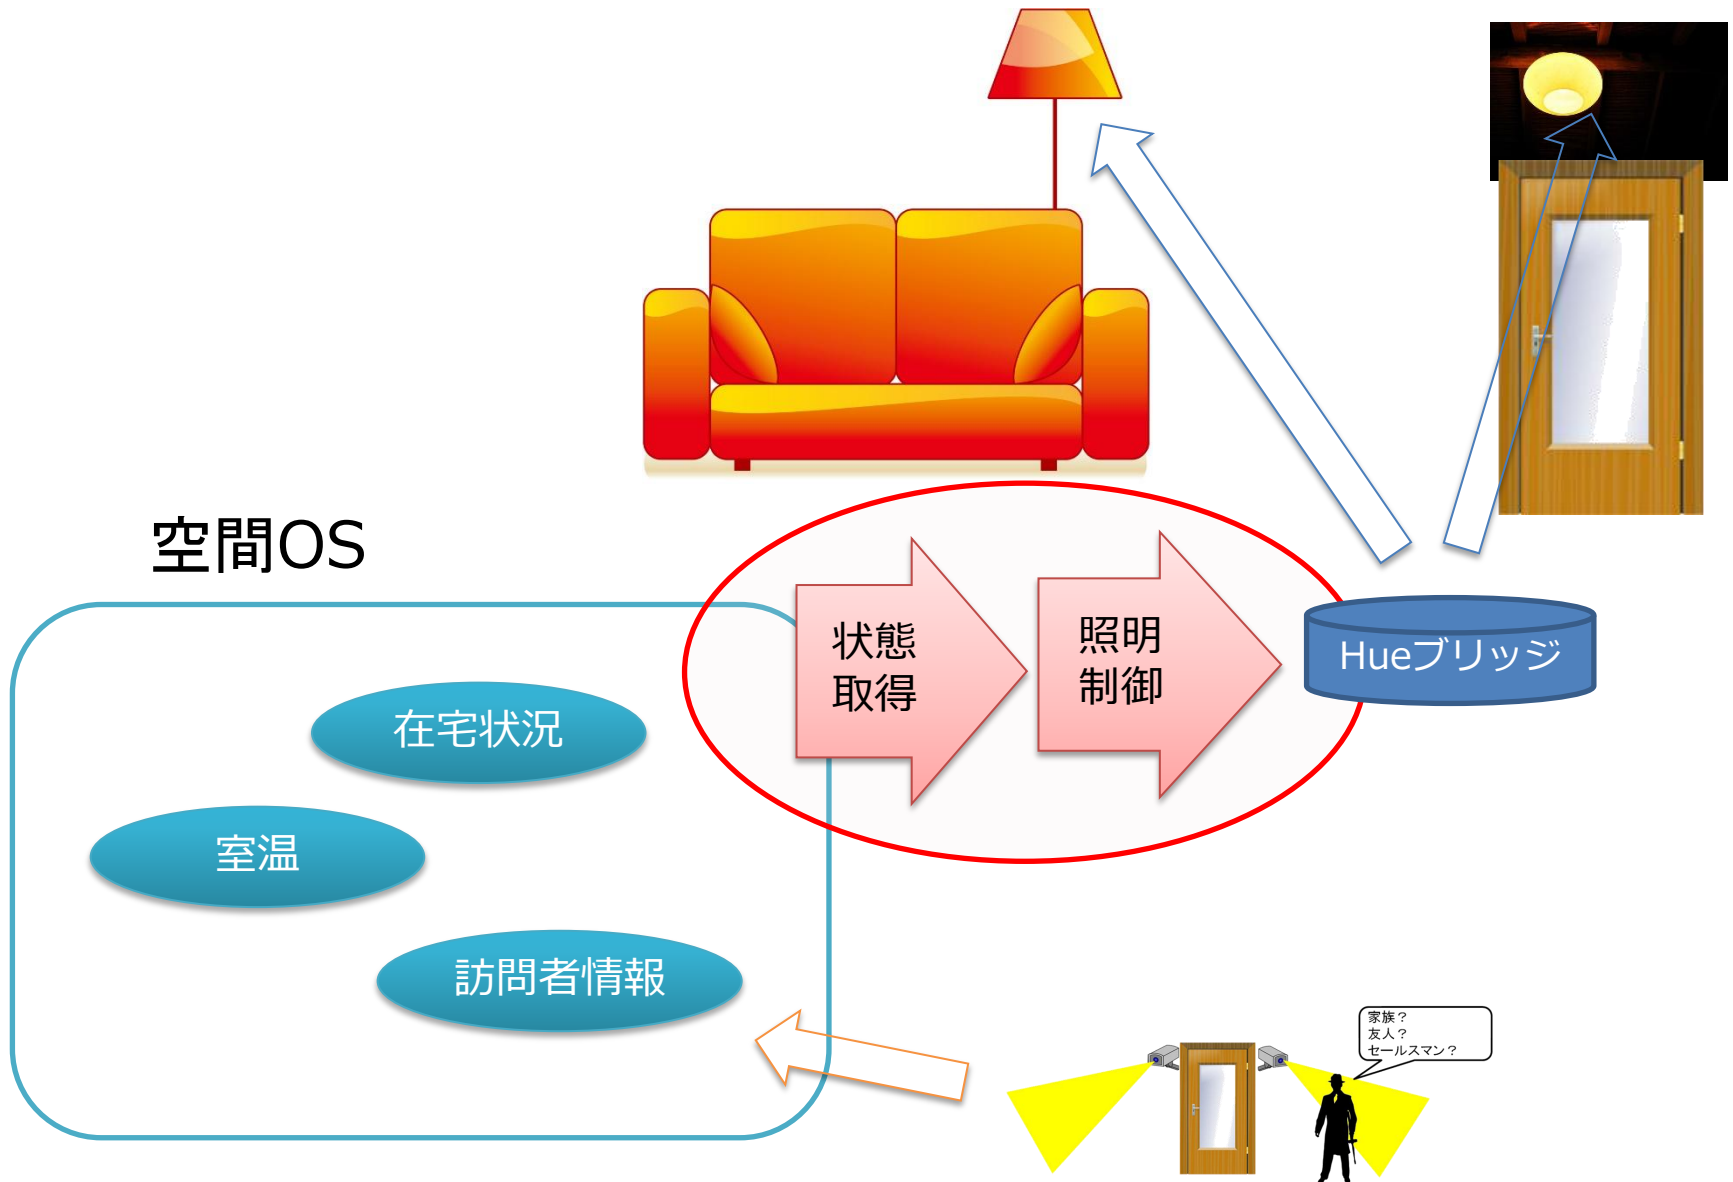 空間OS
状態
取得
照明
制御
Hueブリッジ
在宅状況
室温
訪問者情報
家族？
友人？
セールスマン？